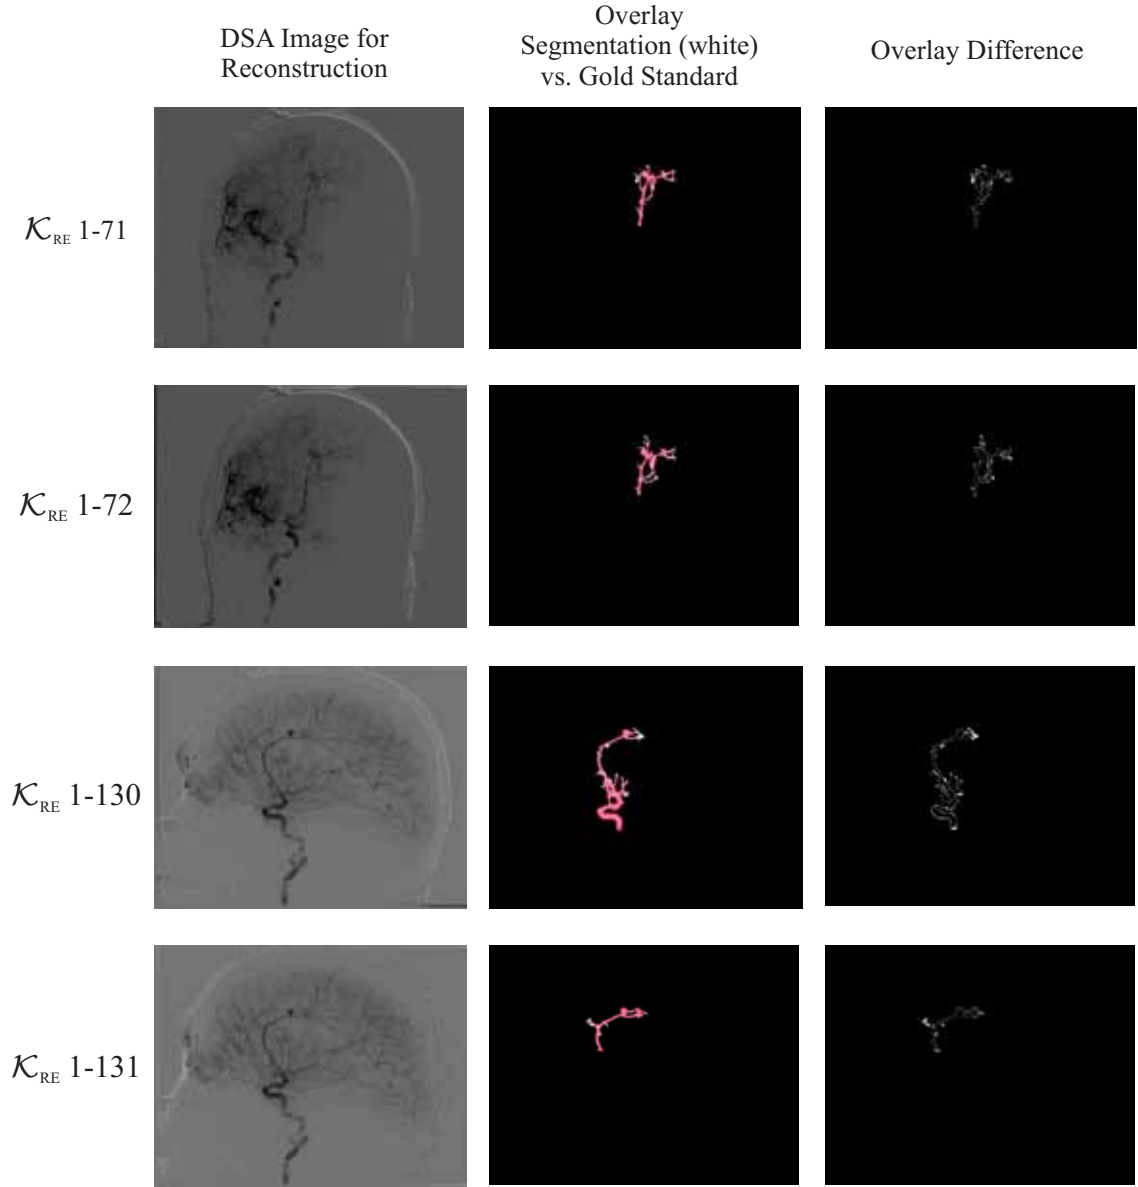 DSA Image for
Reconstruction
Overlay
Segmentation (white)
vs. Gold Standard
Overlay Difference
𝒦RE 1-71
𝒦RE 1-72
𝒦RE 1-130
𝒦RE 1-131